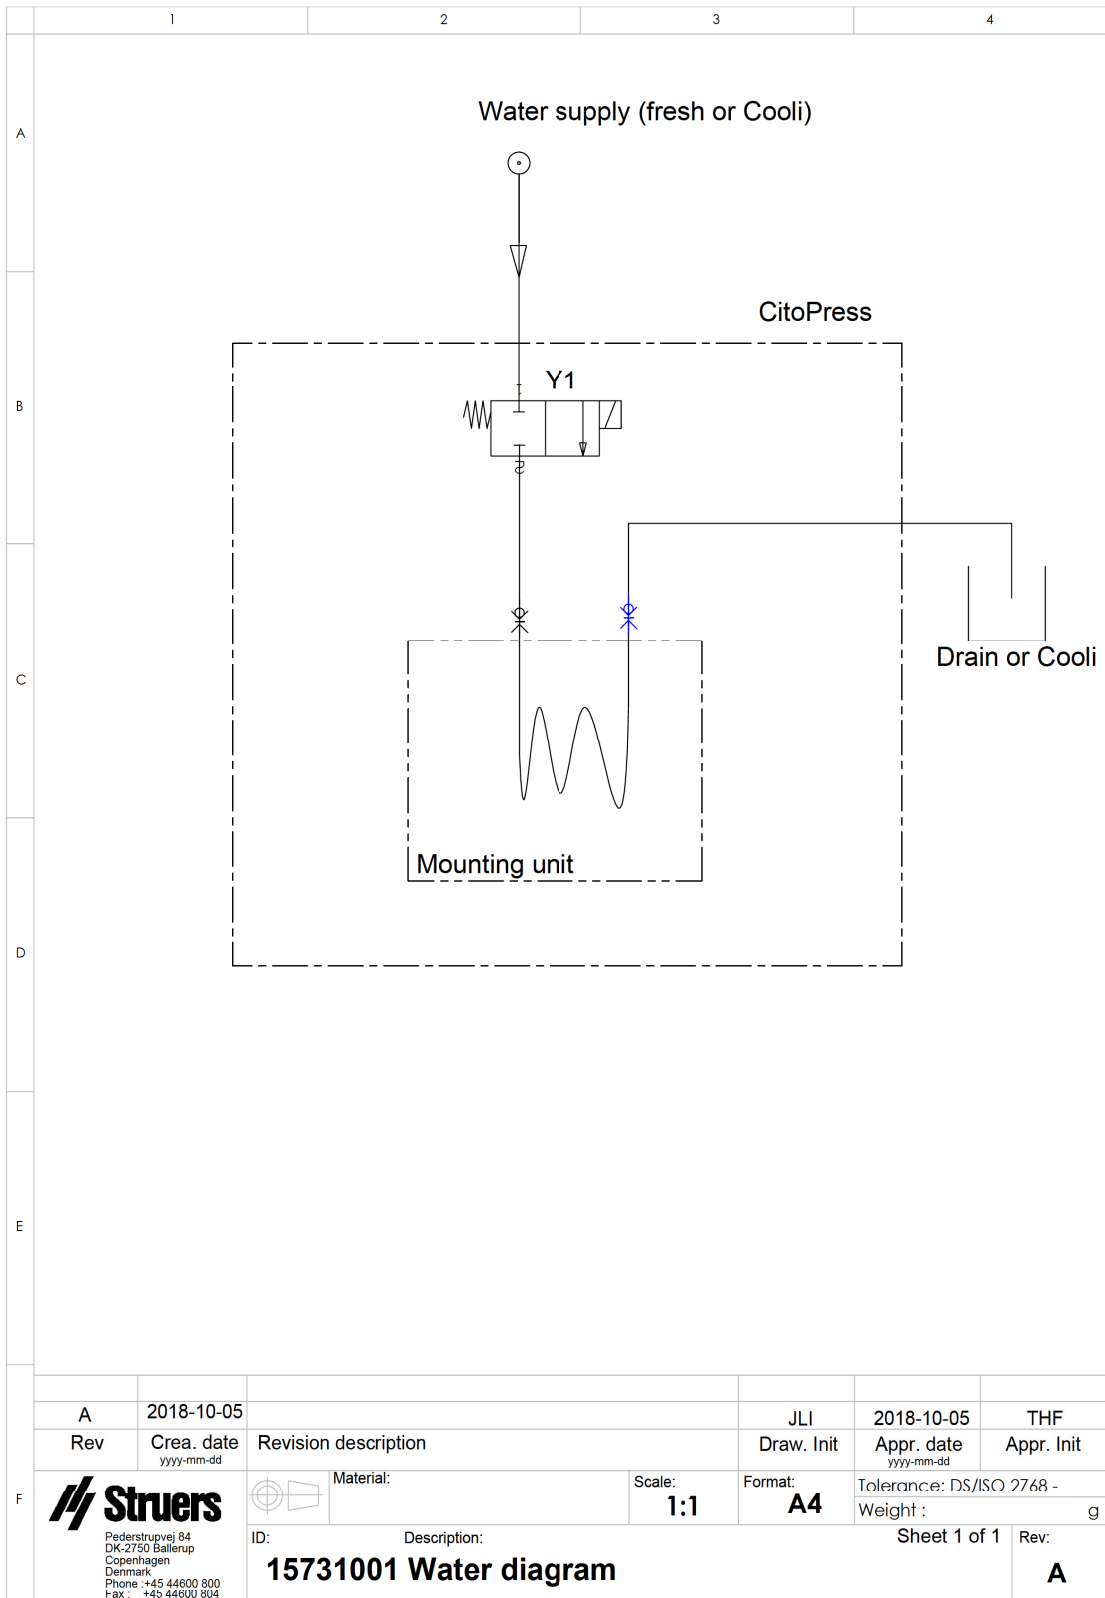 1 2 3 4
A
Water supply (fresh or Cooli)
CitoPress
B
Y1
1
2
C
Drain or Cooli
Mounting unit
D
E
A 2018-10-05 JLI 2018-10-05 THF
Rev Crea. date Revision description Draw. Init Appr. date Appr. Init
yyyy-mm-dd yyyy-mm-dd
F
Struers
Material:
Scale:
1:1
Format:
A4
Tolerance: DS/ISO 2768 -
Weight : g
Pederstrupvej 84
DK-2750 Ballerup
Copenhagen
Denmark
Phone :+45 44600 800
Fax : +45 44600 804
ID: Description:
15731001 Water diagram
Sheet 1 of 1
Rev:
A